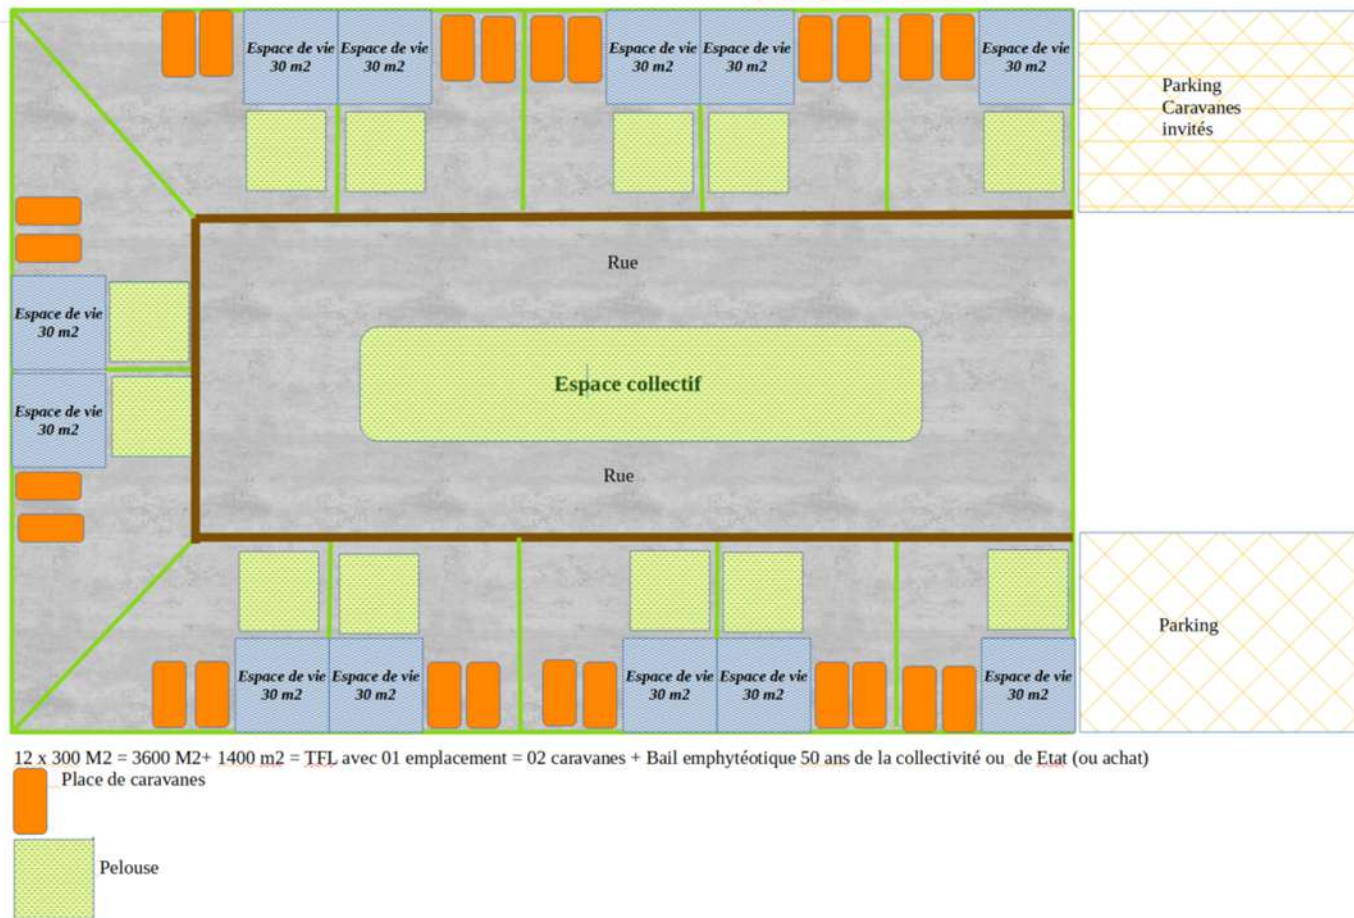 Espace de vie
30 m2
Espace de vie
30 m2
Espace de vie
30 m2
Espace de vie
30 m2
Espace de vie
30 m2
Parking
Caravanes
invités
Rue
Espace de vie
30 m2
Espace collectif
Espace de vie
30 m2
Rue
Parking
Espace de vie
30 m2
Espace de vie
30 m2
Espace de vie
30 m2
Espace de vie
30 m2
Espace de vie
30 m2
12 x 300 M2 = 3600 M2+ 1400 m2 = TFL avec 01 emplacement = 02 caravanes + Bail emphytéotique 50 ans de la collectivité ou de Etat (ou achat)
Place de caravanes
Pelouse